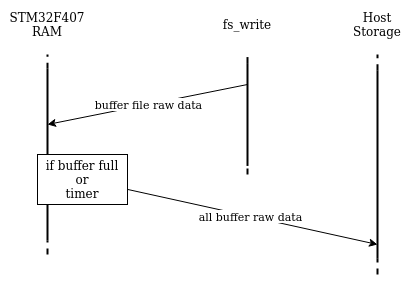 STM32F407
RAM
fs_write
Host
Storage
buffer file raw data
if buffer full
or
timer
all buffer raw data